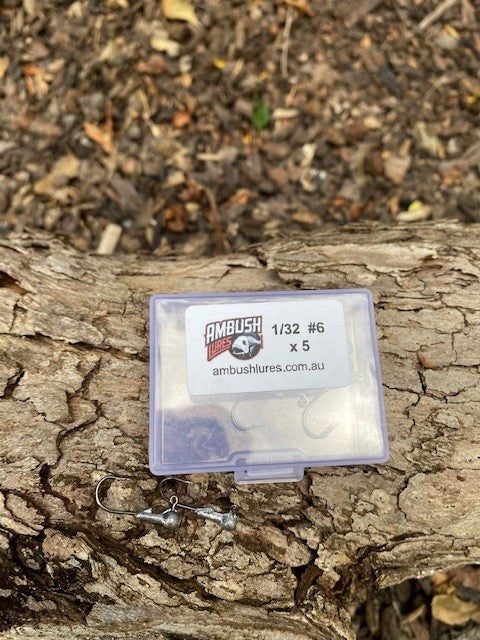 AMBUSH
LURES
1/32 #6
x 5
ambushlures.com.au